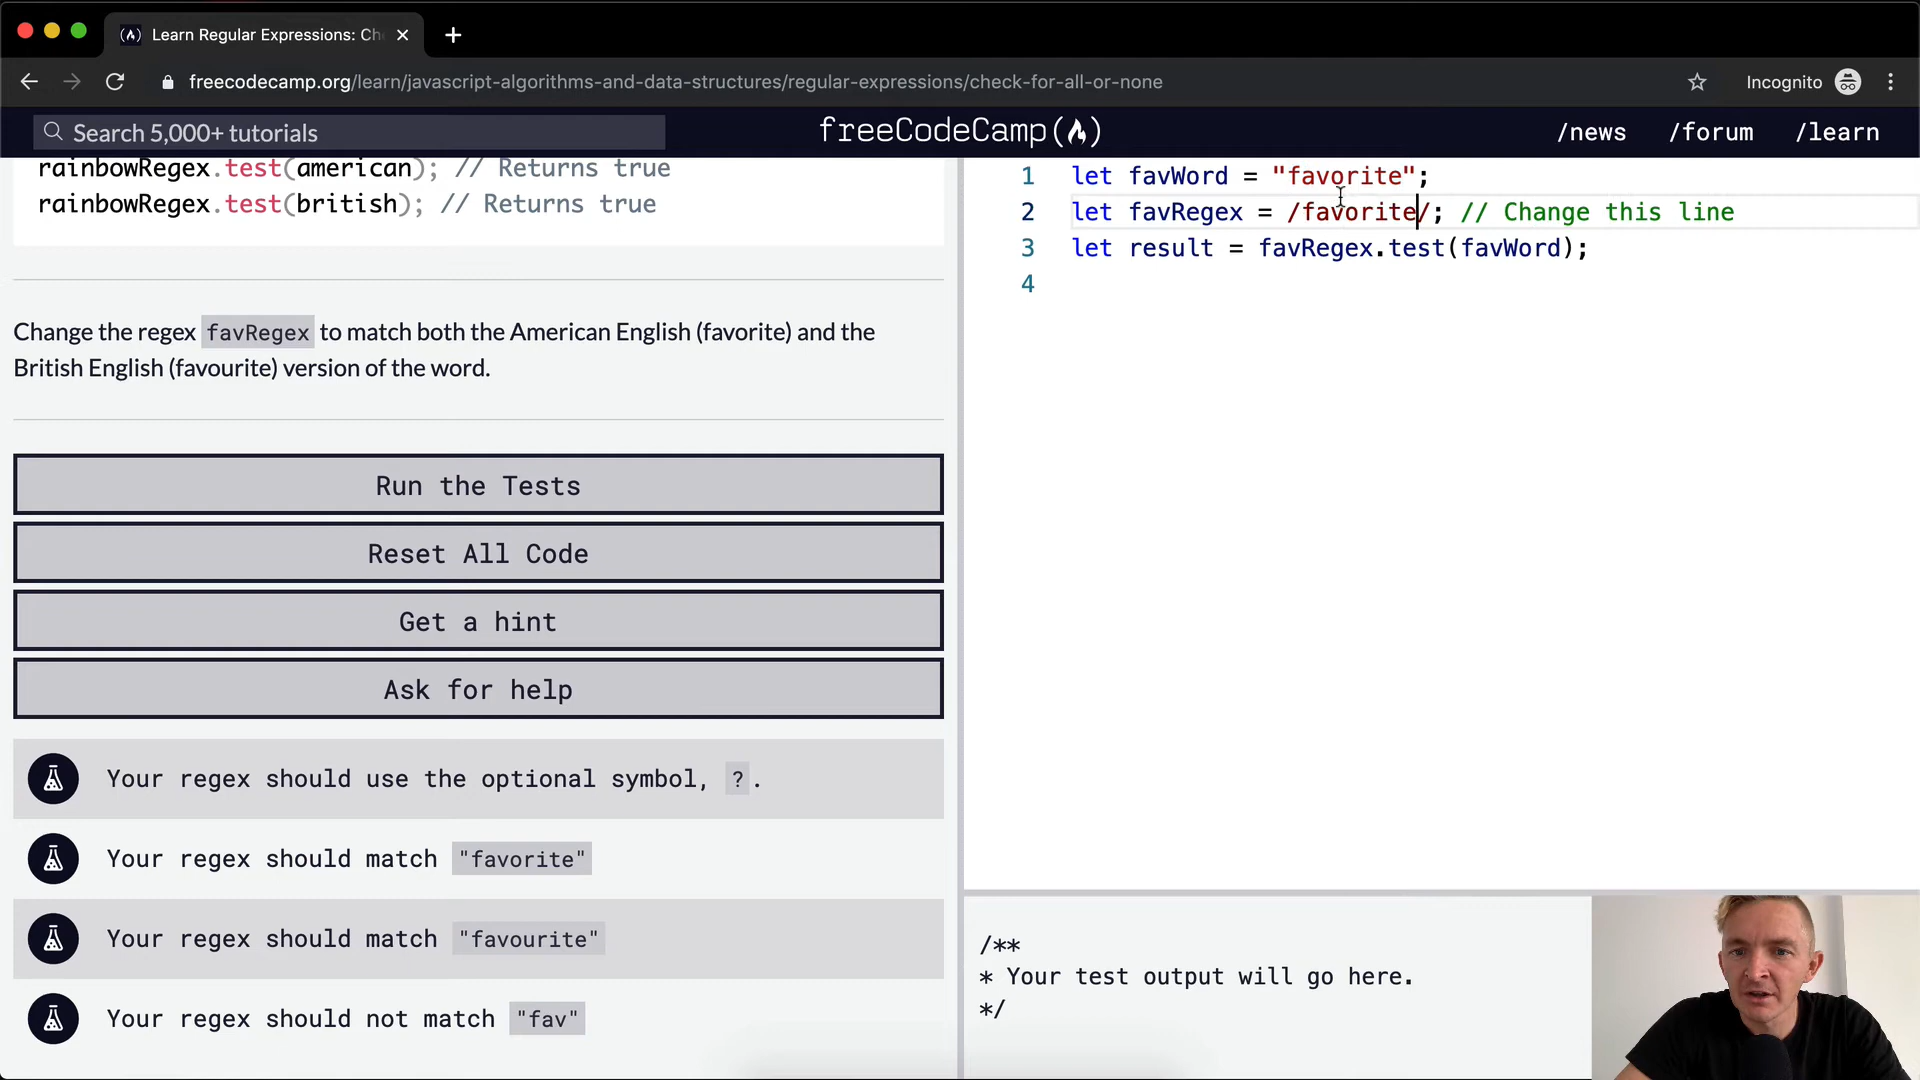 Learn Regular Expressions: Che
freecodecamp.org/learn/javascript-algorithms-and-data-structures/regular-expressions/check-for-all-or-none
Incognito
Search 5,000+ tutorials
freeCodeCamp
/news
/forum
/learn
rainbowRegex.test(american); // Returns true
rainbowRegex.test(british); // Returns true
Change the regex favRegex to match both the American English (favorite) and the
British English (favourite) version of the word.
Run the Tests
Reset All Code
Get a hint
Ask for help
Your regex should use the optional symbol, ?.
Your regex should match "favorite"
Your regex should match "favourite"
Your regex should not match "fav"
1 let favWord = "favorite";
2 let favRegex = /favorite/; // Change this line
3 let result = favRegex.test(favWord);
4
/**
* Your test output will go here.
*/